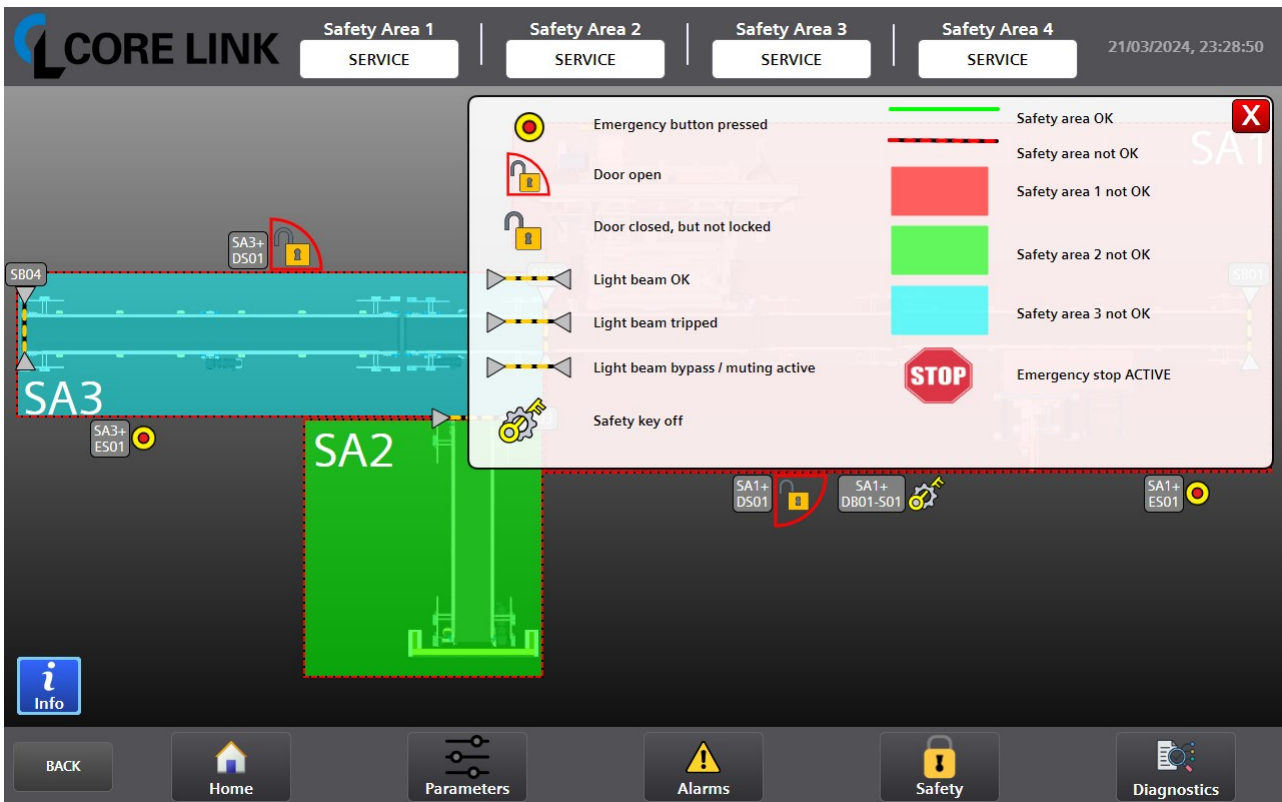 CORE LINK
Safety Area 1
SERVICE
Safety Area 2
SERVICE
Safety Area 3
SERVICE
Safety Area 4
SERVICE
21/03/2024, 23:28:50
Emergency button pressed
Door open
Door closed, but not locked
Light beam OK
Light beam tripped
Light beam bypass / muting active
Safety key off
Safety area OK
Safety area not OK
Safety area 1 not OK
Safety area 2 not OK
Safety area 3 not OK
STOP
Emergency stop ACTIVE
X
SA1
SB01
SA3+
DS01
SB04
SA3
SA3+
ES01
SA2
SA1+
DS01
SA1+
DB01-S01
SA1+
ES01
i
Info
BACK
Home
Parameters
Alarms
Safety
Diagnostics